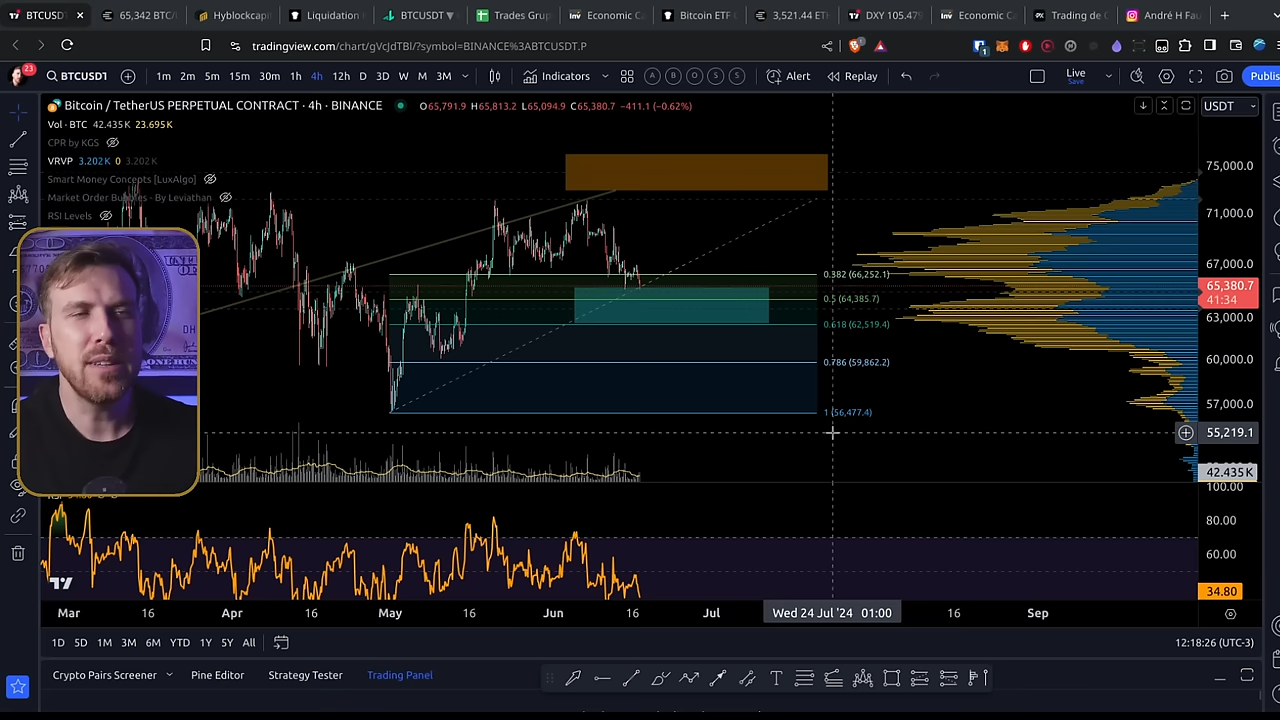 BTCUSDT
65,342 BTC/
Hyblockcapi
Liquidation
BTCUSDT
Trades Grup
Economic Ca
Bitcoin ETF
3,521.44 ETH
DXY 105.479
Economic Ca
Trading de C
André H Fau
tradingview.com/chart/gVcJdTBl/?symbol=BINANCE%3ABTCUSDT.P
23
BTCUSD1
1m 2m 5m 15m 30m 1h 4h 12h D 3D W M 3M
Indicators
A B O S S
Alert
Replay
Live
Save
Publis
Bitcoin / TetherUS PERPETUAL CONTRACT · 4h · BINANCE
O65,791.9 H65,813.2 L65,094.9 C65,380.7 −411.1 (−0.62%)
USDT
Vol · BTC 42.435K 23.695K
CPR by KGS
VRVP 3.202K 0 3.202K
Smart Money Concepts [LuxAlgo]
Market Order Bubbles - By Leviathan
RSI Levels
75,000.0
71,000.0
67,000.0
65,380.7
41:34
63,000.0
60,000.0
57,000.0
55,219.1
42.435K
100.00
80.00
60.00
34.80
0.382 (66,252.1)
0.5 (64,385.7)
0.618 (62,519.4)
0.786 (59,862.2)
1 (56,477.4)
Mar 16 Apr 16 May 16 Jun 16 Jul Wed 24 Jul '24 01:00 16 Sep
1D 5D 1M 3M 6M YTD 1Y 5Y All
12:18:26 (UTC-3)
Crypto Pairs Screener
Pine Editor
Strategy Tester
Trading Panel